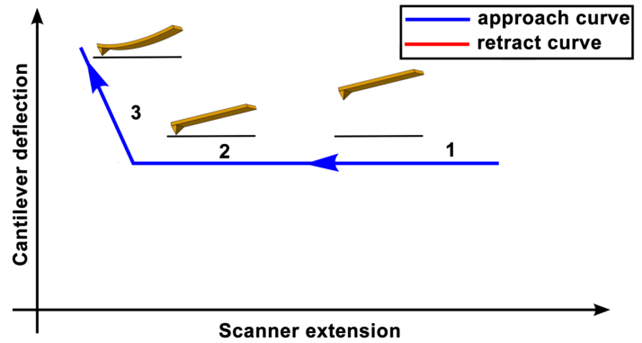 approach curve
retract curve
3
2
1
Cantilever deflection
Scanner extension